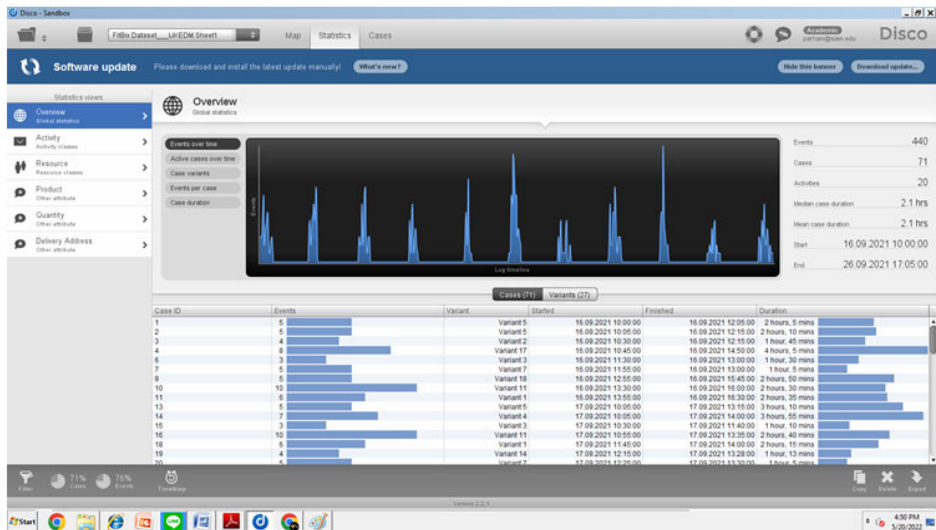 Disco - Sandbox
FitBix Dataset___UKEDM.Sheet1
Map Statistics Cases
Academic
Disco
Software update Please download and install the latest update manually! What's new? Hide this banner Download update...
Statistics views
Overview
Global statistics
Activity
Activity classes
Resource
Resource classes
Product
Other attribute
Quantity
Other attribute
Delivery Address
Other attribute
Overview
Global statistics
Events over time
Active cases over time
Case variants
Events per case
Case duration
Events
Log timeline
Events 440
Cases 71
Activities 20
Median case duration 2.1 hrs
Mean case duration 2.1 hrs
Start 16.09.2021 10:00:00
End 26.09.2021 17:05:00
Cases (71) Variants (27)
Case ID Events Variant Started Finished Duration
1 5 Variant 5 16.09.2021 10:00:00 16.09.2021 12:05:00 2 hours, 5 mins
2 5 Variant 5 16.09.2021 10:05:00 16.09.2021 12:15:00 2 hours, 10 mins
3 4 Variant 2 16.09.2021 10:30:00 16.09.2021 12:15:00 1 hour, 45 mins
4 8 Variant 17 16.09.2021 10:45:00 16.09.2021 14:50:00 4 hours, 5 mins
6 3 Variant 3 16.09.2021 11:30:00 16.09.2021 13:00:00 1 hour, 30 mins
7 5 Variant 7 16.09.2021 11:55:00 16.09.2021 13:00:00 1 hour, 5 mins
9 5 Variant 18 16.09.2021 12:55:00 16.09.2021 15:45:00 2 hours, 50 mins
10 10 Variant 11 16.09.2021 13:30:00 16.09.2021 16:00:00 2 hours, 30 mins
11 6 Variant 1 16.09.2021 13:55:00 16.09.2021 16:30:00 2 hours, 35 mins
13 5 Variant 5 17.09.2021 10:05:00 17.09.2021 13:15:00 3 hours, 10 mins
14 7 Variant 4 17.09.2021 10:05:00 17.09.2021 14:00:00 3 hours, 55 mins
15 3 Variant 3 17.09.2021 10:30:00 17.09.2021 11:40:00 1 hour, 10 mins
16 10 Variant 11 17.09.2021 10:55:00 17.09.2021 13:35:00 2 hours, 40 mins
18 6 Variant 1 17.09.2021 11:45:00 17.09.2021 14:00:00 2 hours, 15 mins
19 4 Variant 14 17.09.2021 12:15:00 17.09.2021 13:28:00 1 hour, 13 mins
20 5 Variant 7 17.09.2021 12:25:00 17.09.2021 13:30:00 1 hour, 5 mins
Filter 71% Cases 76% Events TimeWarp Copy Delete Export
Start
4:50 PM
5/20/2022